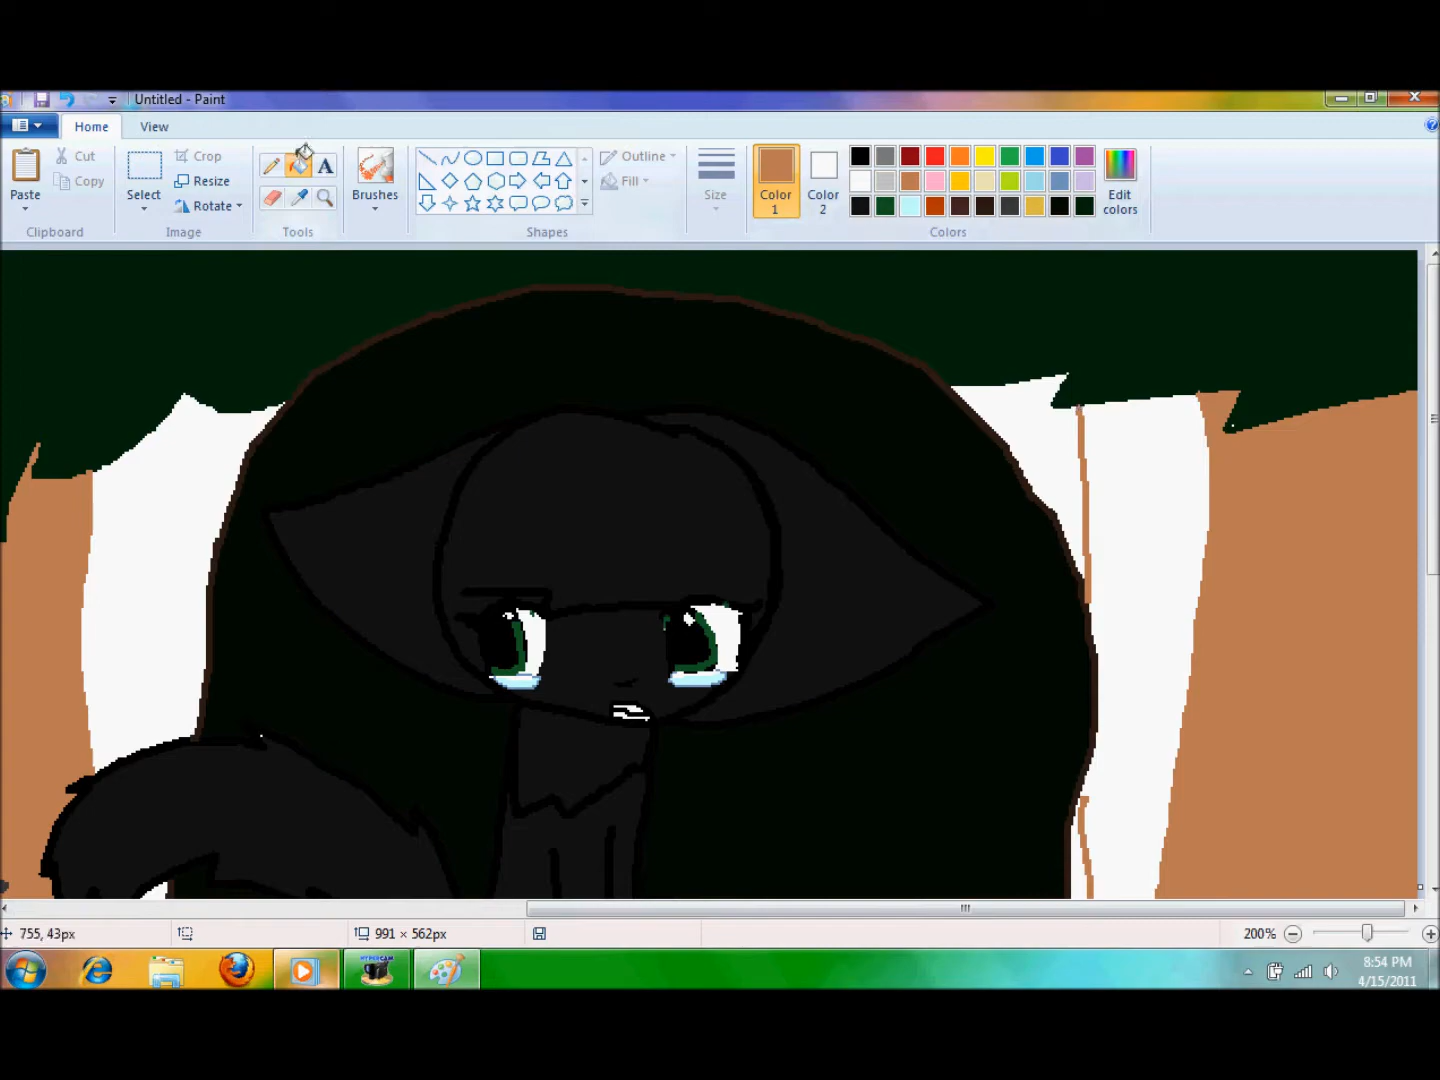 Untitled - Paint
Home View
Paste
Cut
Copy
Clipboard
Select
Crop
Resize
Rotate
Image
A
Tools
Brushes
Outline
Fill
Shapes
Size
Color 1
Color 2
Edit colors
Colors
755, 43px
991 × 562px
200%
HYPERCAM
8:54 PM
4/15/2011